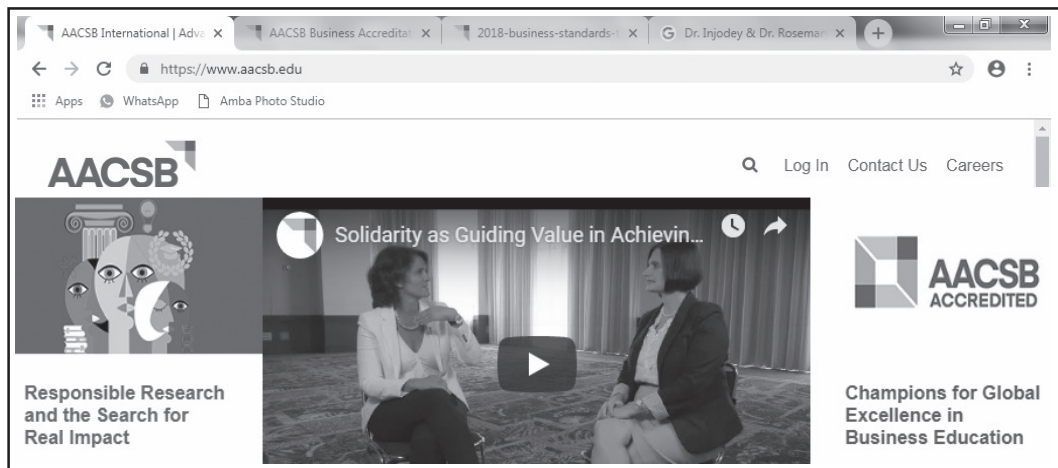 AACSB International | Adva
AACSB Business Accreditat
2018-business-standards-
Dr. Injodey & Dr. Rosemar
https://www.aacsb.edu
Apps
WhatsApp
Amba Photo Studio
AACSB
Log In
Contact Us
Careers
Solidarity as Guiding Value in Achievin...
AACSB
ACCREDITED
Responsible Research
and the Search for
Real Impact
Champions for Global
Excellence in
Business Education